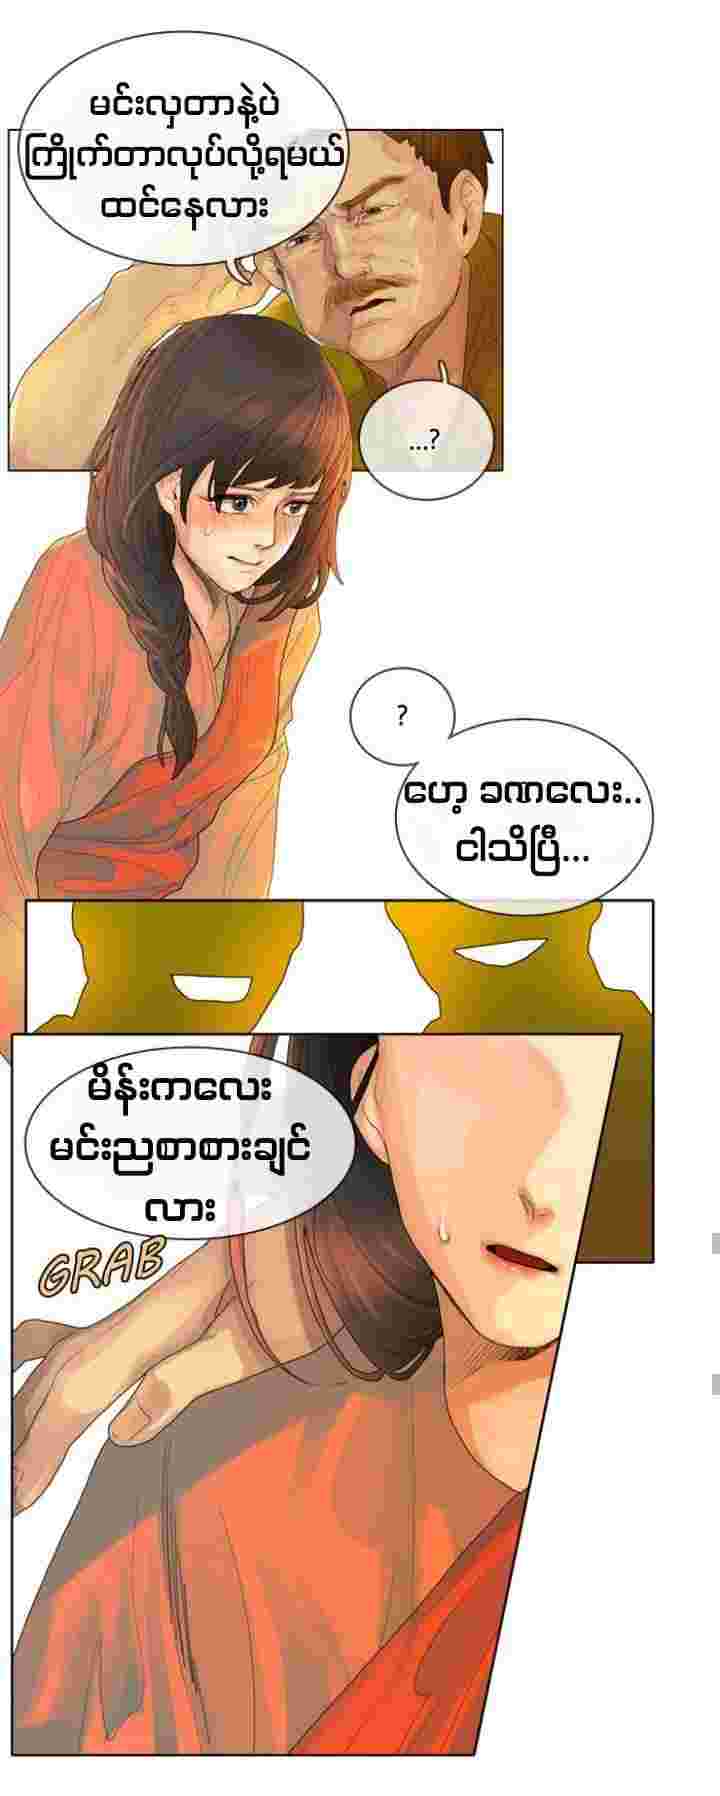 မင်းလှတာနဲ့ပဲ
ကြိုက်တာလုပ်လို့ရမယ်
ထင်နေလား
...?
?
ဟေ့ ခဏလေး..
ငါသိပြီ...
မိန်းကလေး
မင်းညစာစားချင်
လား
GRAB